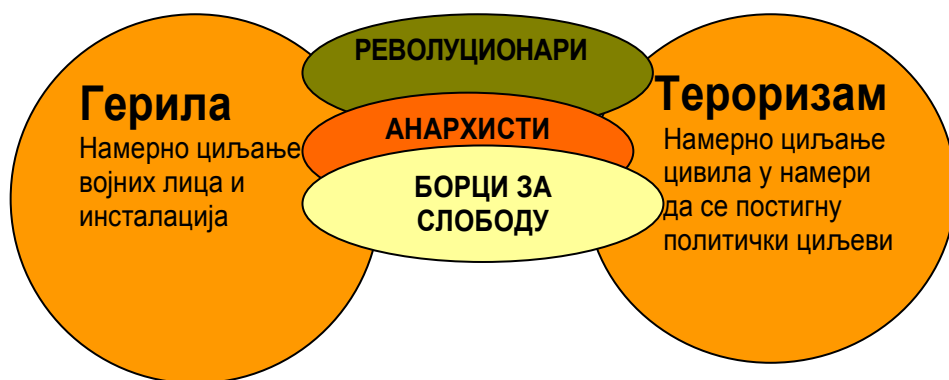 РЕВОЛУЦИОНАРИ
Герила
Намерно циљање
војних лица и
инсталација
АНАРХИСТИ
БОРЦИ ЗА
СЛОБОДУ
Тероризам
Намерно циљање
цивила у намери
да се постигну
политички циљеви